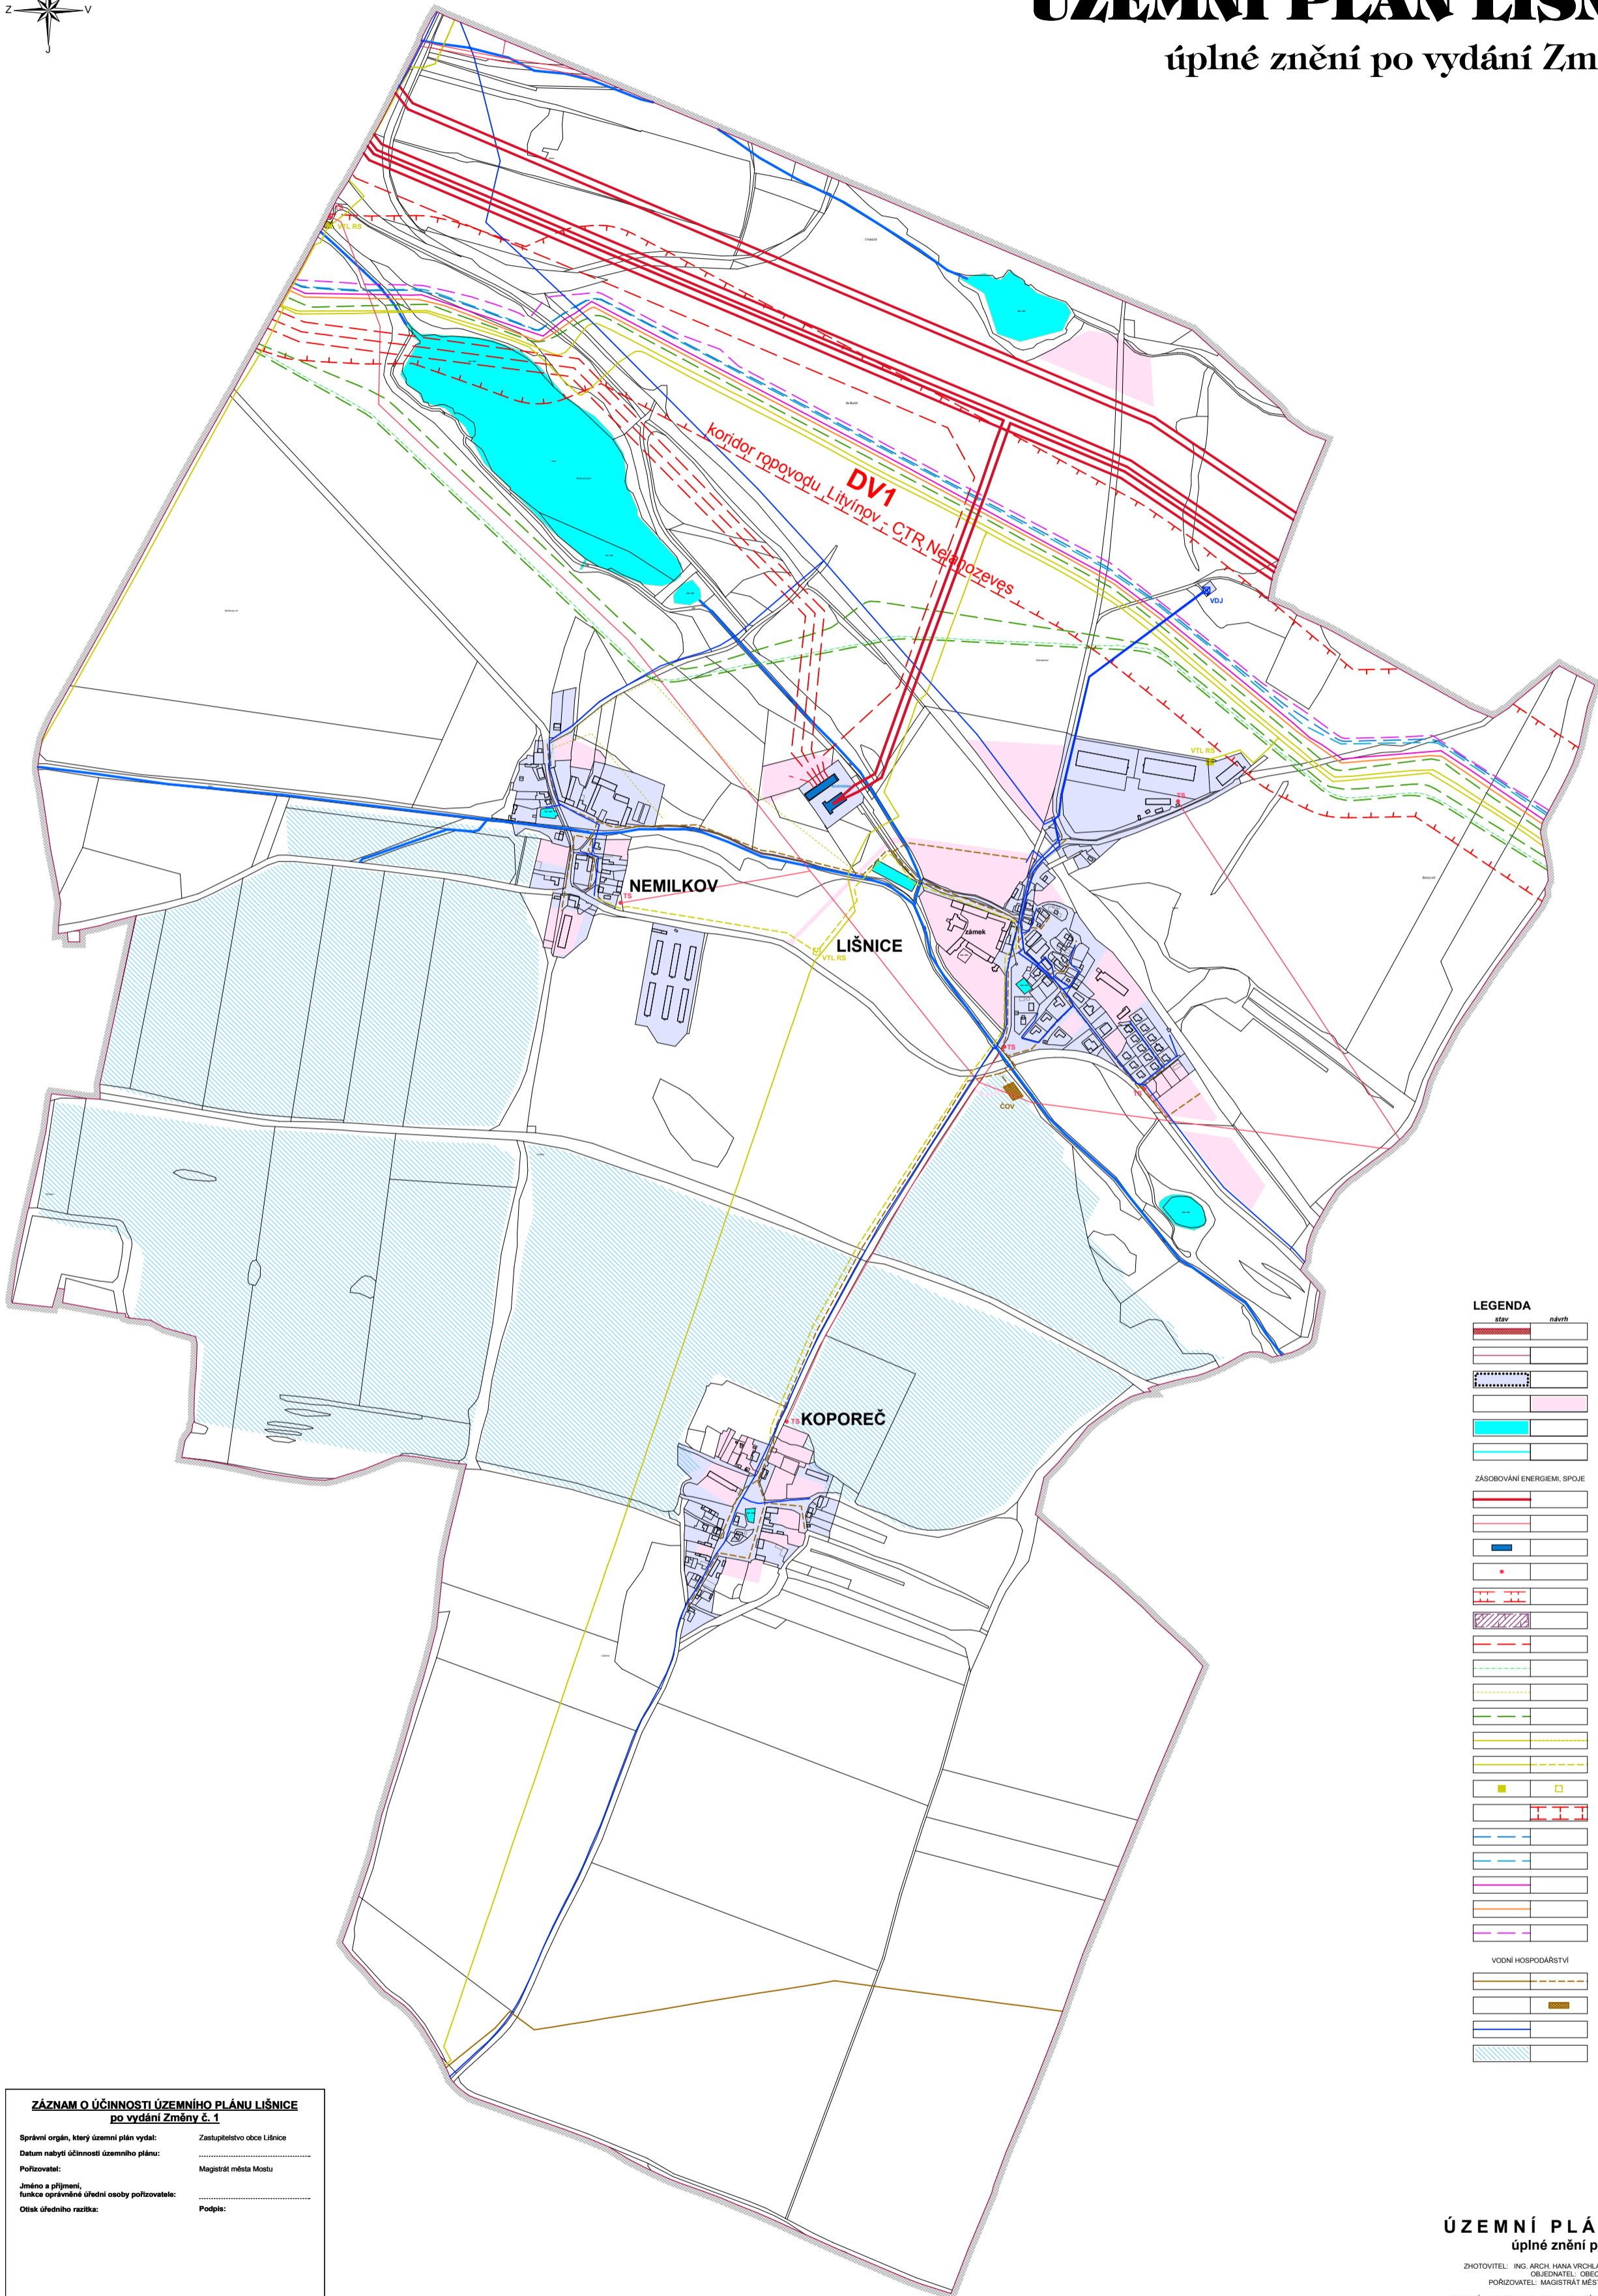 Z V
J
ÚZEMNÍ PLÁN LIŠN
úplné znění po vydání Zm
VTL RS
koridor ropovodu Litvínov - CTR Nelahozeves
DV1
VDJ
VTL RS
TS
NEMILKOV
TS
LIŠNICE
VTL RS
zámek
TS
TS
ČOV
TS
KOPOREČ
LEGENDA
stav návrh
ZÁSOBOVÁNÍ ENERGIEMI, SPOJE
VODNÍ HOSPODÁŘSTVÍ
ZÁZNAM O ÚČINNOSTI ÚZEMNÍHO PLÁNU LIŠNICE
po vydání Změny č. 1
Správní orgán, který územní plán vydal: Zastupitelstvo obce Lišnice
Datum nabytí účinnosti územního plánu:
Pořizovatel: Magistrát města Mostu
Jméno a příjmení,
funkce oprávněné úřední osoby pořizovatele:
Otisk úředního razítka: Podpis:
ÚZEMNÍ PLÁ
úplné znění p
ZHOTOVITEL: ING. ARCH. HANA VRCHLA
OBJEDNATEL: OBEC
POŘIZOVATEL: MAGISTRÁT MĚS